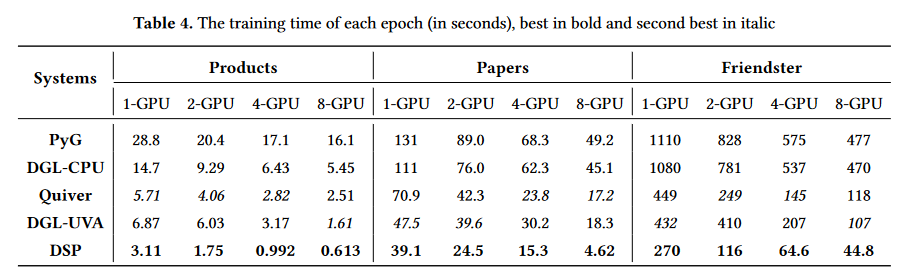 Table 4. The training time of each epoch (in seconds), best in bold and second best in italic
Systems Products Papers Friendster
1-GPU 2-GPU 4-GPU 8-GPU 1-GPU 2-GPU 4-GPU 8-GPU 1-GPU 2-GPU 4-GPU 8-GPU
PyG 28.8 20.4 17.1 16.1 131 89.0 68.3 49.2 1110 828 575 477
DGL-CPU 14.7 9.29 6.43 5.45 111 76.0 62.3 45.1 1080 781 537 470
Quiver 5.71 4.06 2.82 2.51 70.9 42.3 23.8 17.2 449 249 145 118
DGL-UVA 6.87 6.03 3.17 1.61 47.5 39.6 30.2 18.3 432 410 207 107
DSP 3.11 1.75 0.992 0.613 39.1 24.5 15.3 4.62 270 116 64.6 44.8